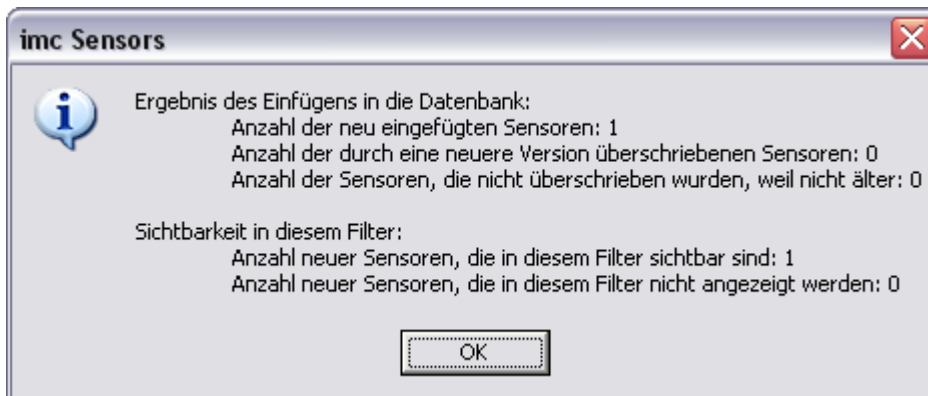 imc Sensors
Ergebnis des Einfügens in die Datenbank:
Anzahl der neu eingefügten Sensoren: 1
Anzahl der durch eine neuere Version überschriebenen Sensoren: 0
Anzahl der Sensoren, die nicht überschrieben wurden, weil nicht älter: 0
Sichtbarkeit in diesem Filter:
Anzahl neuer Sensoren, die in diesem Filter sichtbar sind: 1
Anzahl neuer Sensoren, die in diesem Filter nicht angezeigt werden: 0
OK